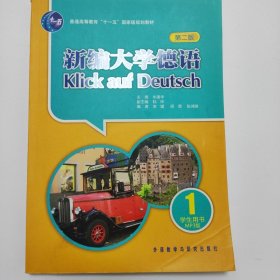 普通高等教育“十一五”国家级规划教材
第二版
新编大学德语
Klick auf Deutsch
1
学生用书
MP3版
外语教学与研究出版社